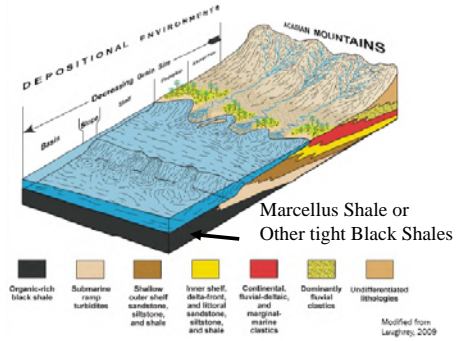 DEPOSITIONAL ENVIRONMENTS
ACADIAN MOUNTAINS
Decreasing Grain Size
Basin
Slope
Shelf
Marcellus Shale or
Other tight Black Shales
Organic-rich
black shale
Submarine
ramp
turbidites
Shallow
outer shelf
sandstone,
siltstone,
and shale
Inner shelf,
delta-front,
and littoral
sandstone,
siltstone,
and shale
Continental,
fluvial-deltaic,
and
marginal-
marine
clastics
Dominantly
fluvial
clastics
Undifferentiated
lithologies
Modified from
Laughrey, 2009